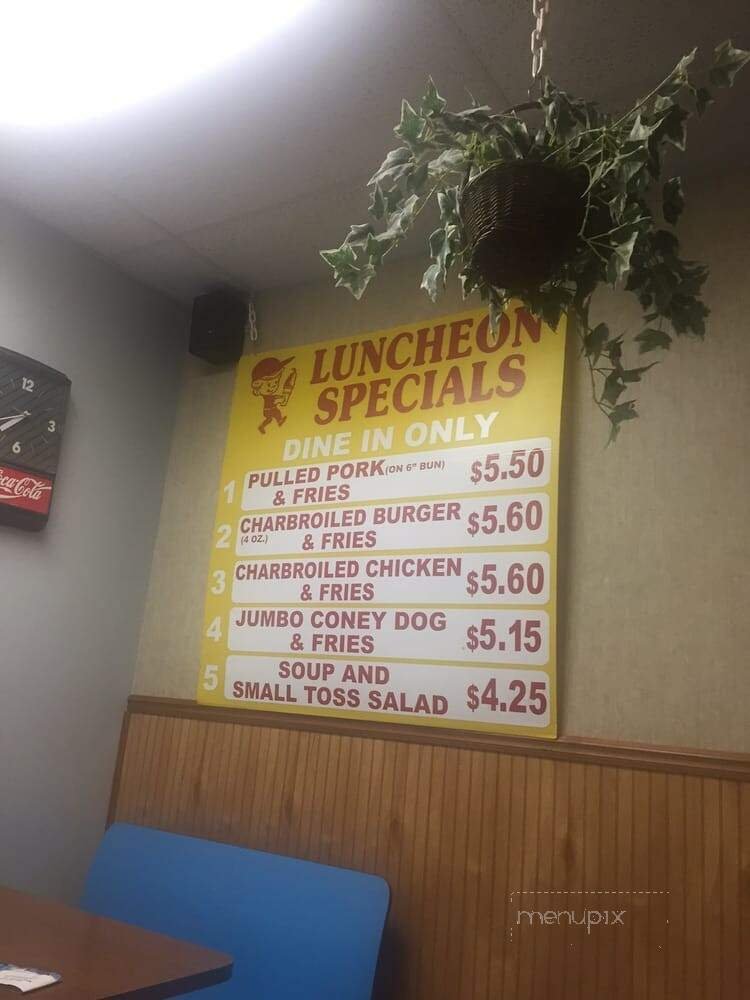 LUNCHEON
SPECIALS
DINE IN ONLY
1 PULLED PORK (ON 6" BUN) $5.50
& FRIES
2 CHARBROILED BURGER $5.60
(4 OZ.) & FRIES
3 CHARBROILED CHICKEN $5.60
& FRIES
4 JUMBO CONEY DOG $5.15
& FRIES
5 SOUP AND
SMALL TOSS SALAD $4.25
12
3
6
Coca-Cola
menupix